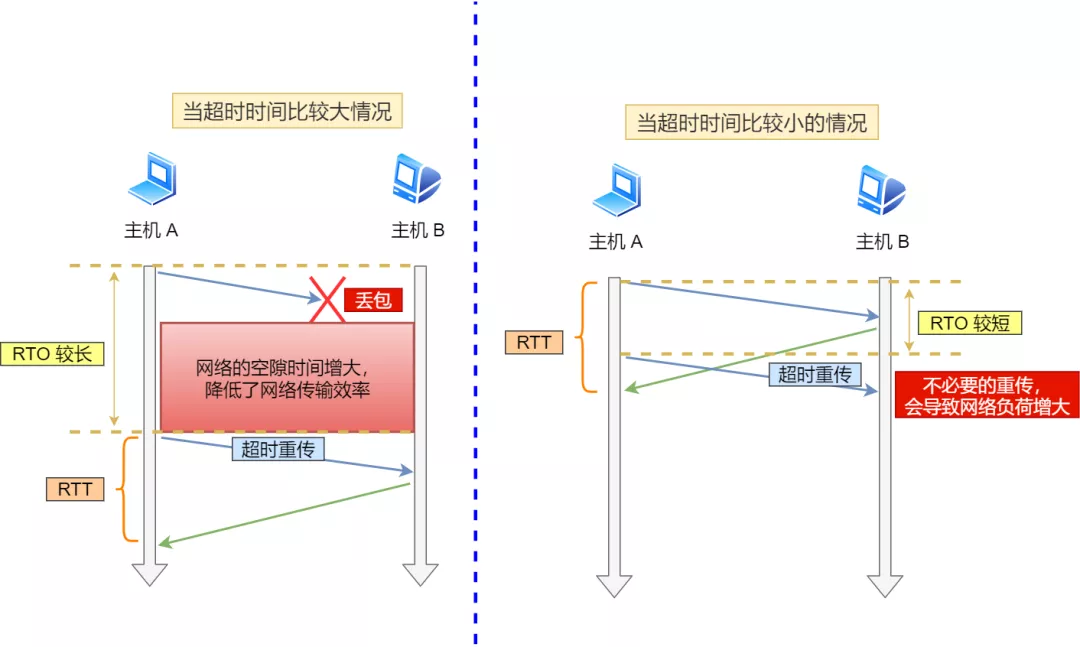 当超时时间比较大情况
主机 A
主机 B
丢包
RTO 较长
网络的空隙时间增大，
降低了网络传输效率
超时重传
RTT
当超时时间比较小的情况
主机 A
主机 B
RTO 较短
RTT
超时重传
不必要的重传，
会导致网络负荷增大